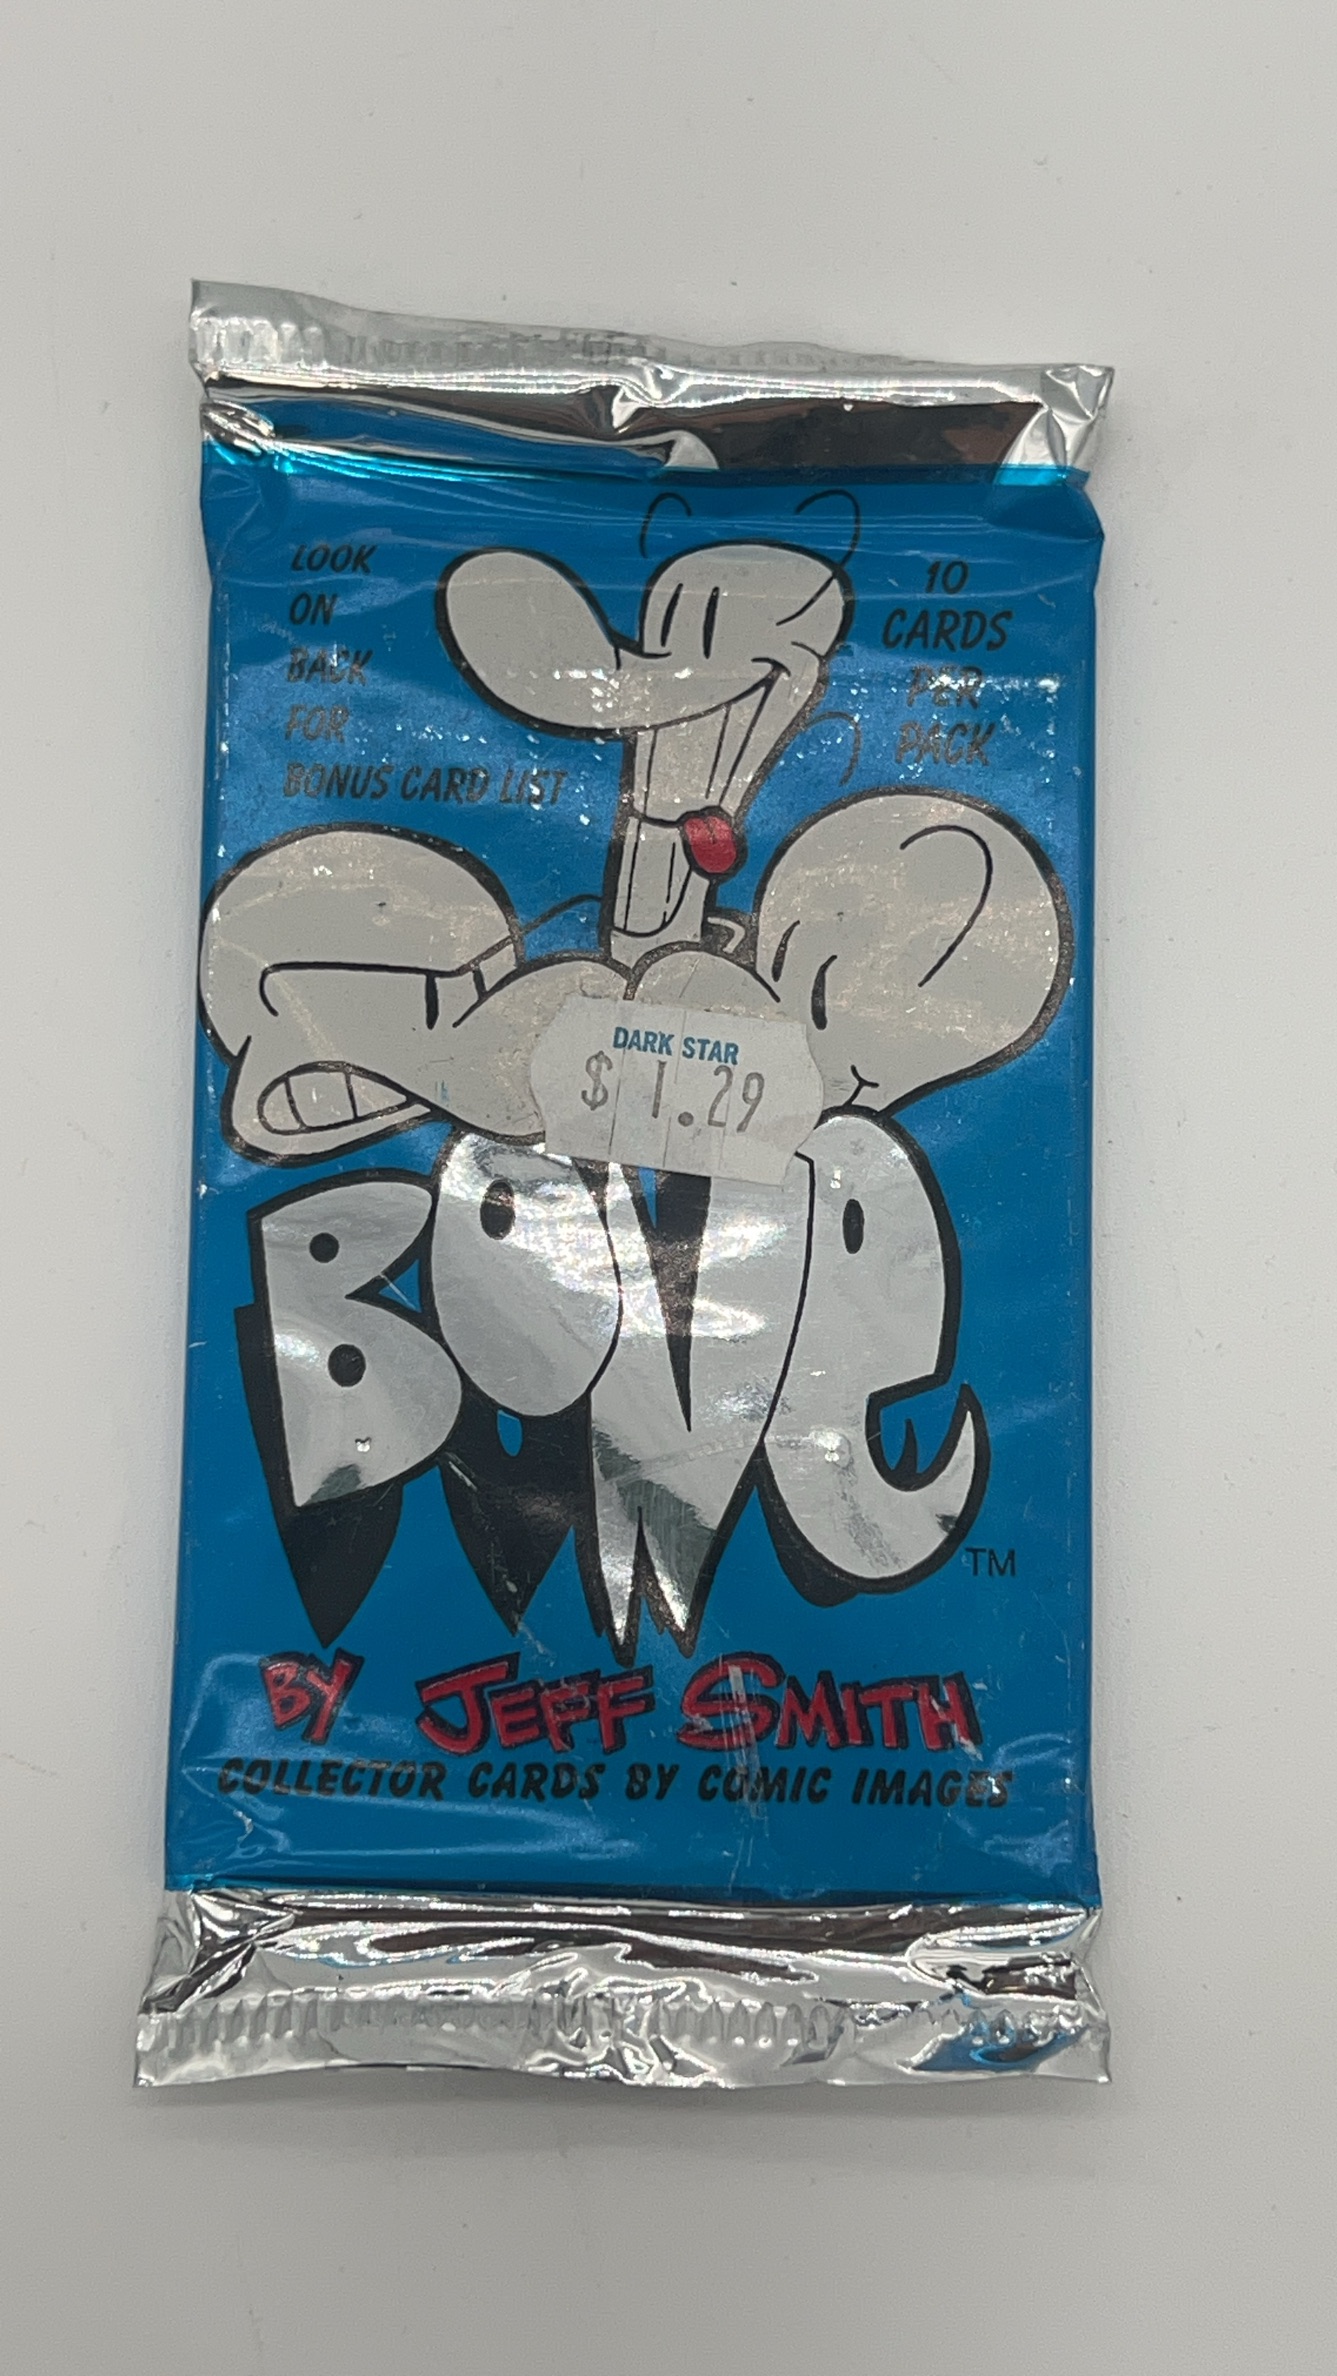 LOOK
ON
BACK
FOR
BONUS CARD LIST
10
CARDS
PER
PACK
DARK STAR
$ 1.29
BONE TM
BY JEFF SMITH
COLLECTOR CARDS BY COMIC IMAGES